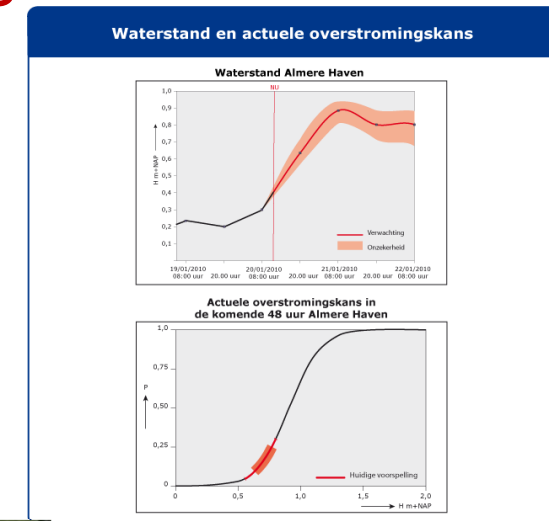 Waterstand en actuele overstromingskans
Waterstand Almere Haven
NU
1,0
0,9
0,8
0,7
0,6
0,5
0,4
0,3
0,2
0,1
H m+NAP
Verwachting
Onzekerheid
19/01/2010 20/01/2010 21/01/2010 22/01/2010
08:00 uur 20.00 uur 08:00 uur 20.00 uur 08:00 uur 20.00 uur 08:00 uur
Actuele overstromingskans in
de komende 48 uur Almere Haven
1,0
0,75
P
0,50
0,25
0
Huidige voorspelling
0 0,5 1,0 1,5 2,0
H m+NAP